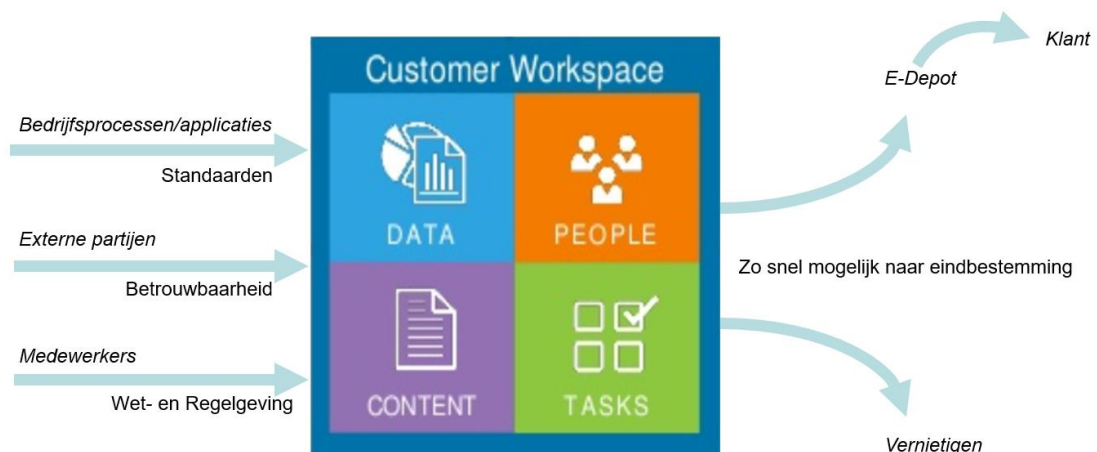 Bedrijfsprocessen/applicaties
Standaarden
Externe partijen
Betrouwbaarheid
Medewerkers
Wet- en Regelgeving
Customer Workspace
DATA
PEOPLE
CONTENT
TASKS
Klant
E-Depot
Zo snel mogelijk naar eindbestemming
Vernietigen